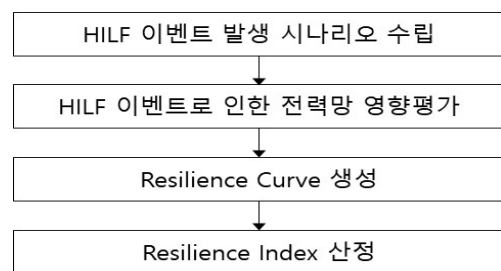 HILF 이벤트 발생 시나리오 수립
HILF 이벤트로 인한 전력망 영향평가
Resilience Curve 생성
Resilience Index 산정